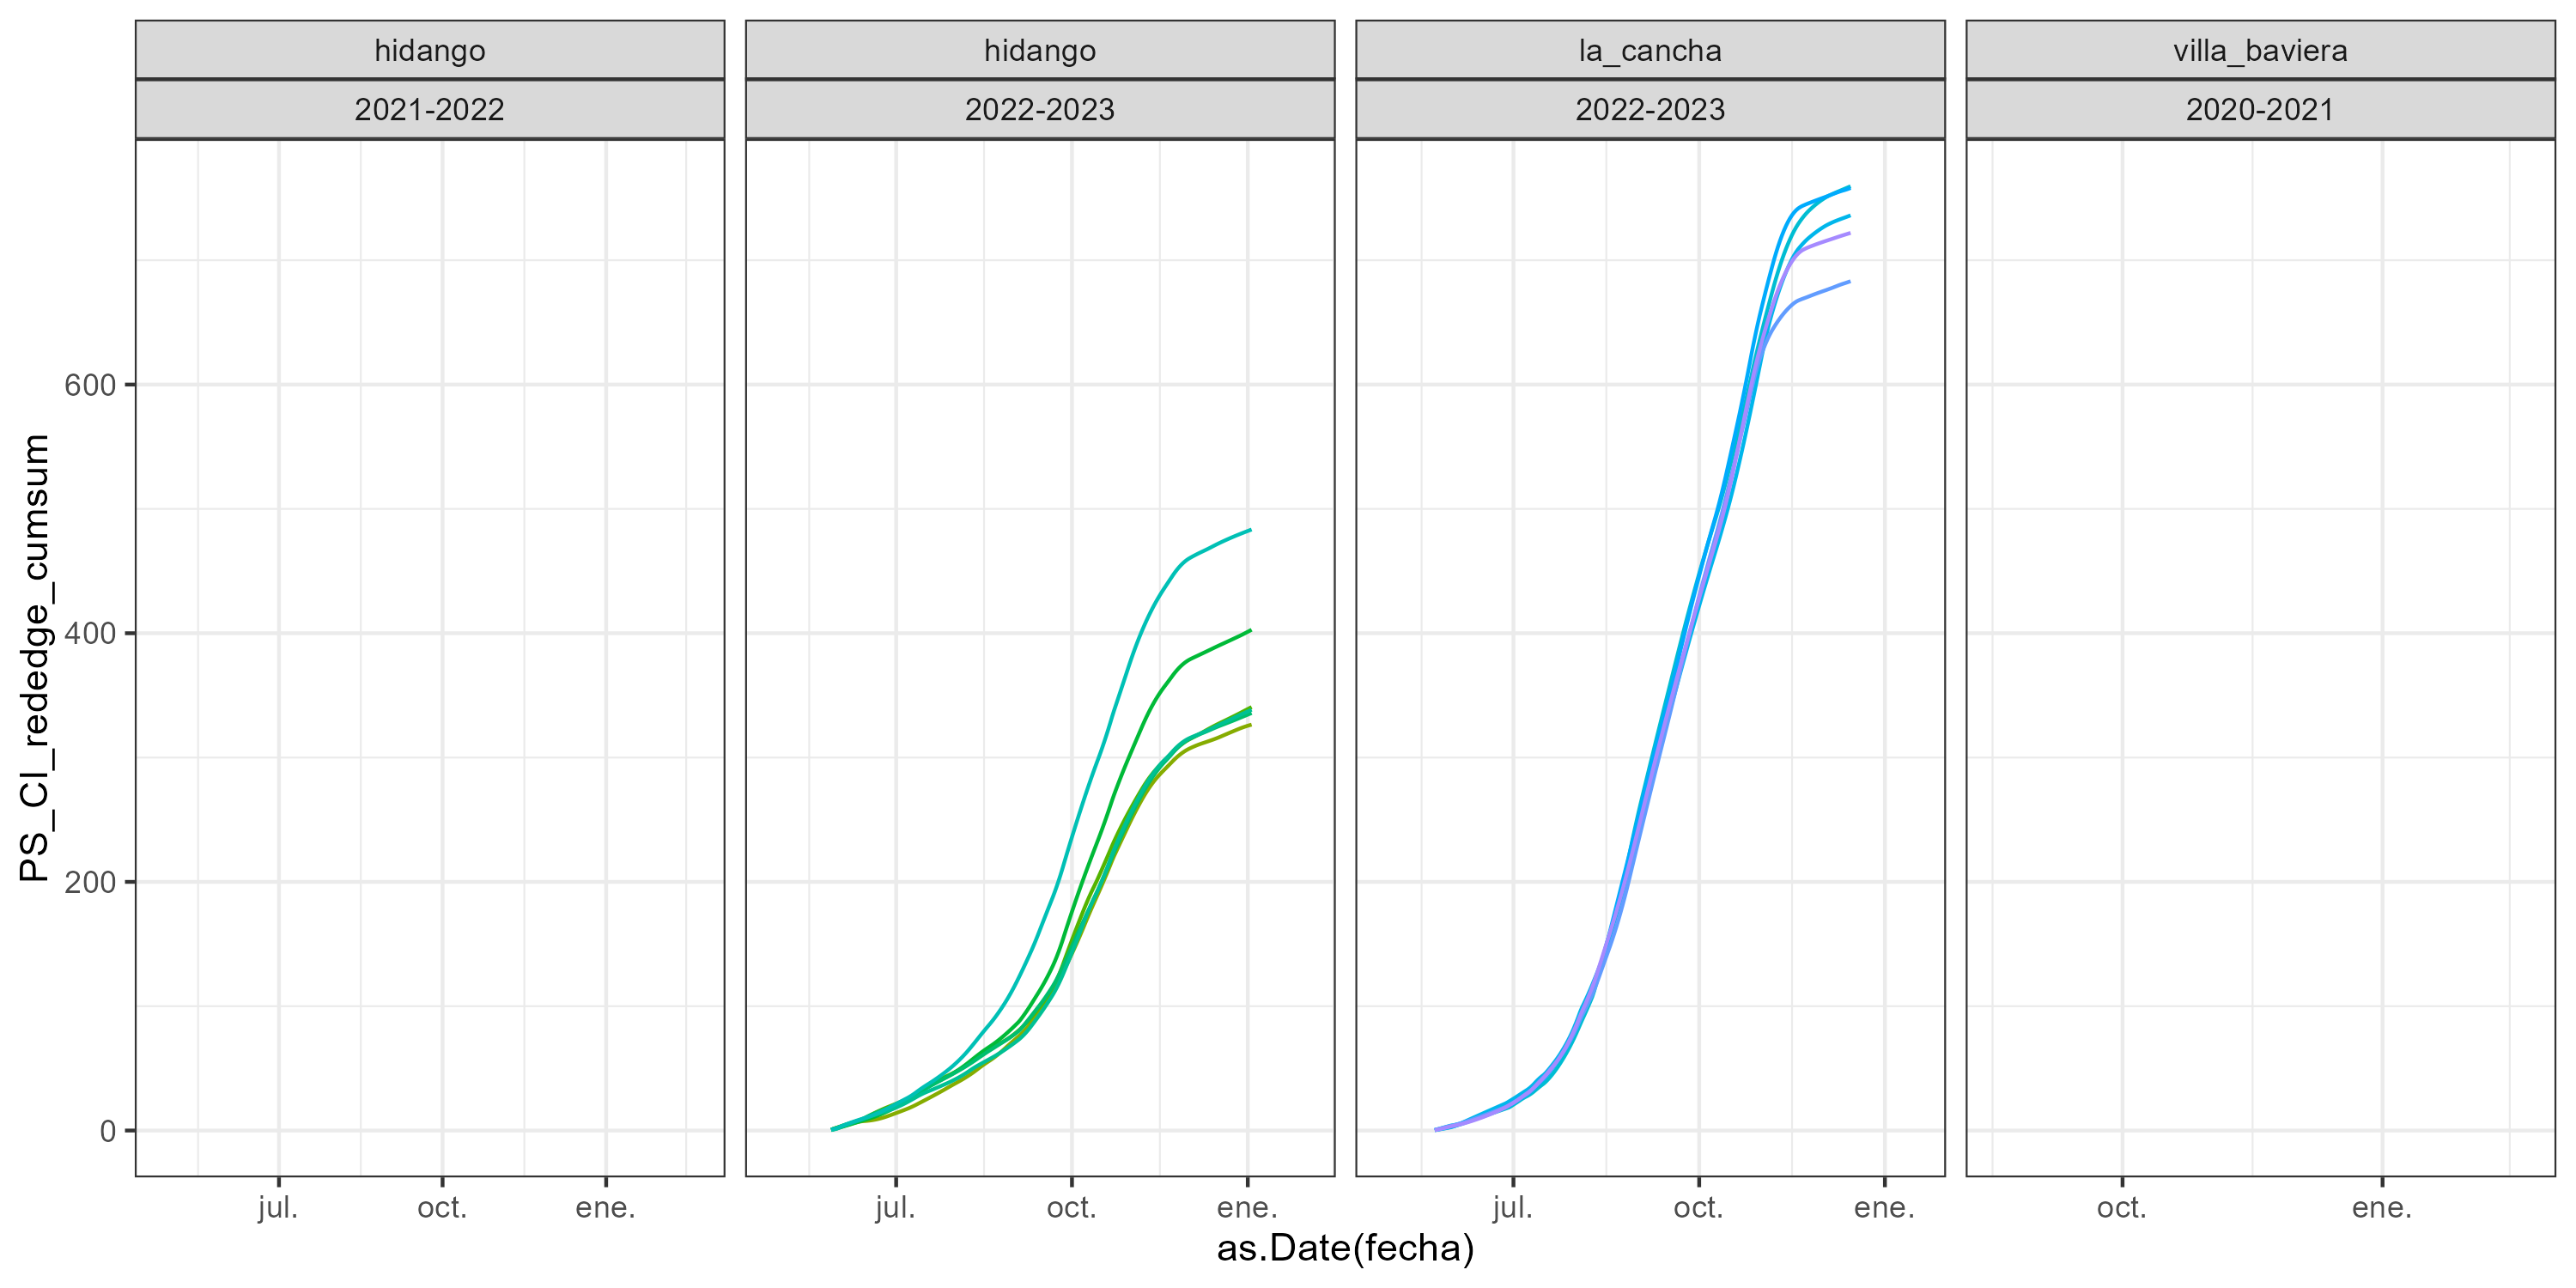 hidango
hidango
la_cancha
villa_baviera
2021-2022
2022-2023
2022-2023
2020-2021
PS_CI_rededge_cumsum
600
400
200
0
jul.
oct.
ene.
jul.
oct.
ene.
jul.
oct.
ene.
oct.
ene.
as.Date(fecha)